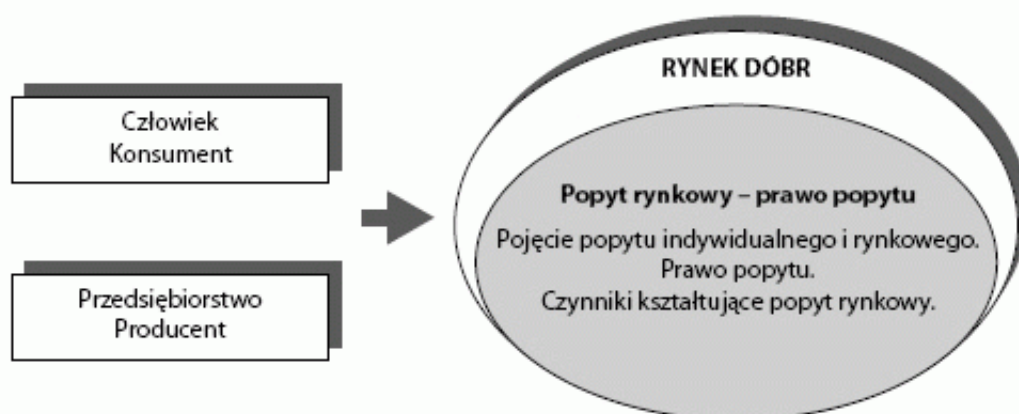 Człowiek
Konsument
Przedsiębiorstwo
Producent
RYNEK DÓBR
Popyt rynkowy – prawo popytu
Pojęcie popytu indywidualnego i rynkowego.
Prawo popytu.
Czynniki kształtujące popyt rynkowy.